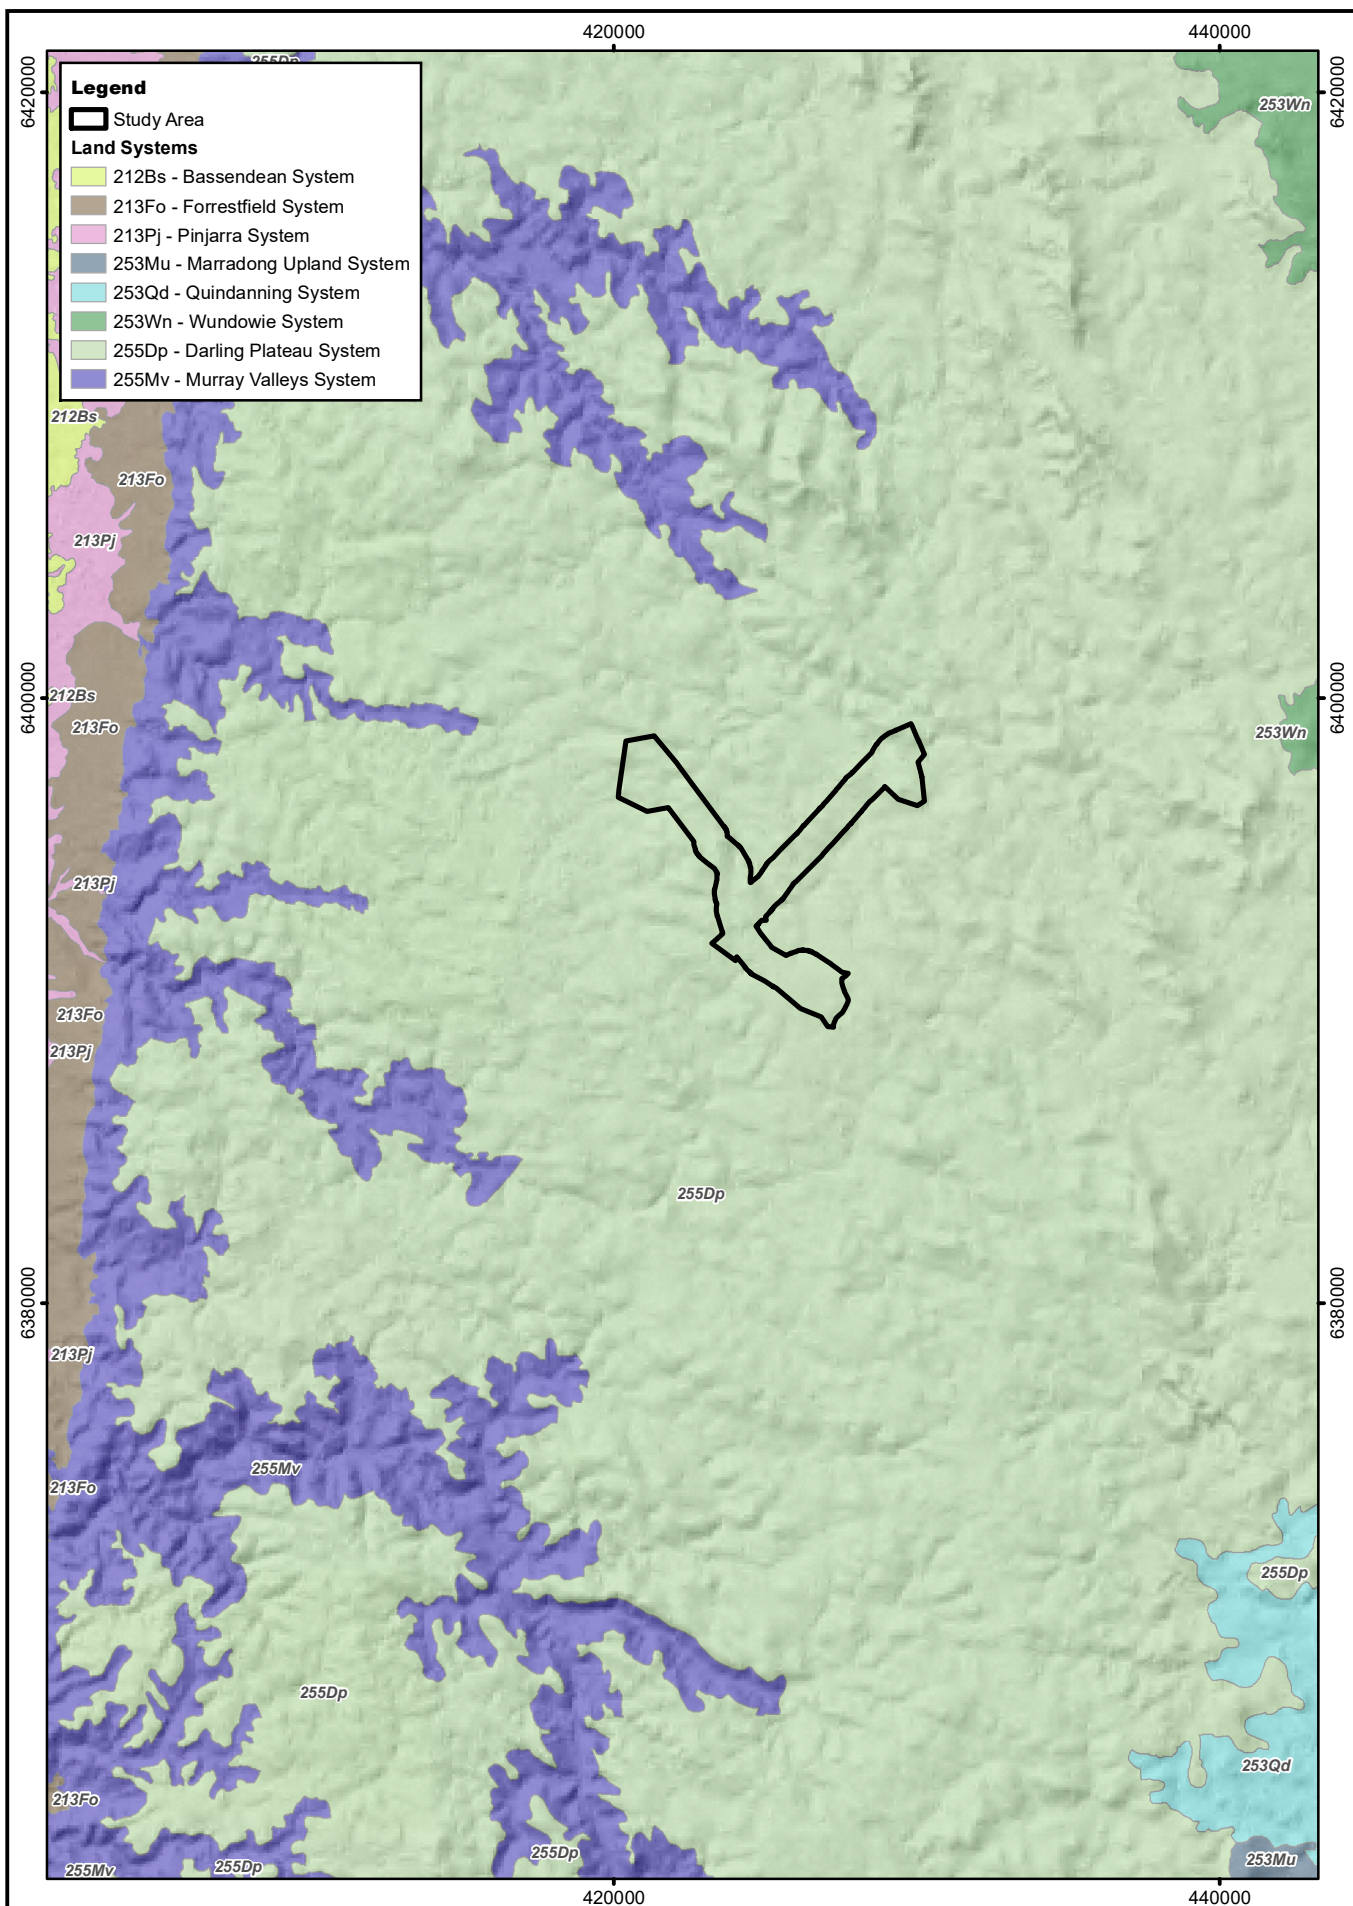 420000
440000
6420000
6420000
255Dp
Legend
Study Area
Land Systems
212Bs - Bassendean System
213Fo - Forrestfield System
213Pj - Pinjarra System
253Mu - Marradong Upland System
253Qd - Quindanning System
253Wn - Wundowie System
255Dp - Darling Plateau System
255Mv - Murray Valleys System
253Wn
212Bs
213Fo
213Pj
6400000
6400000
212Bs
213Fo
253Wn
213Pj
213Fo
213Pj
255Dp
6380000
6380000
213Pj
255Mv
213Fo
255Dp
255Dp
253Qd
213Fo
255Dp
253Mu
255Mv
255Dp
420000
440000